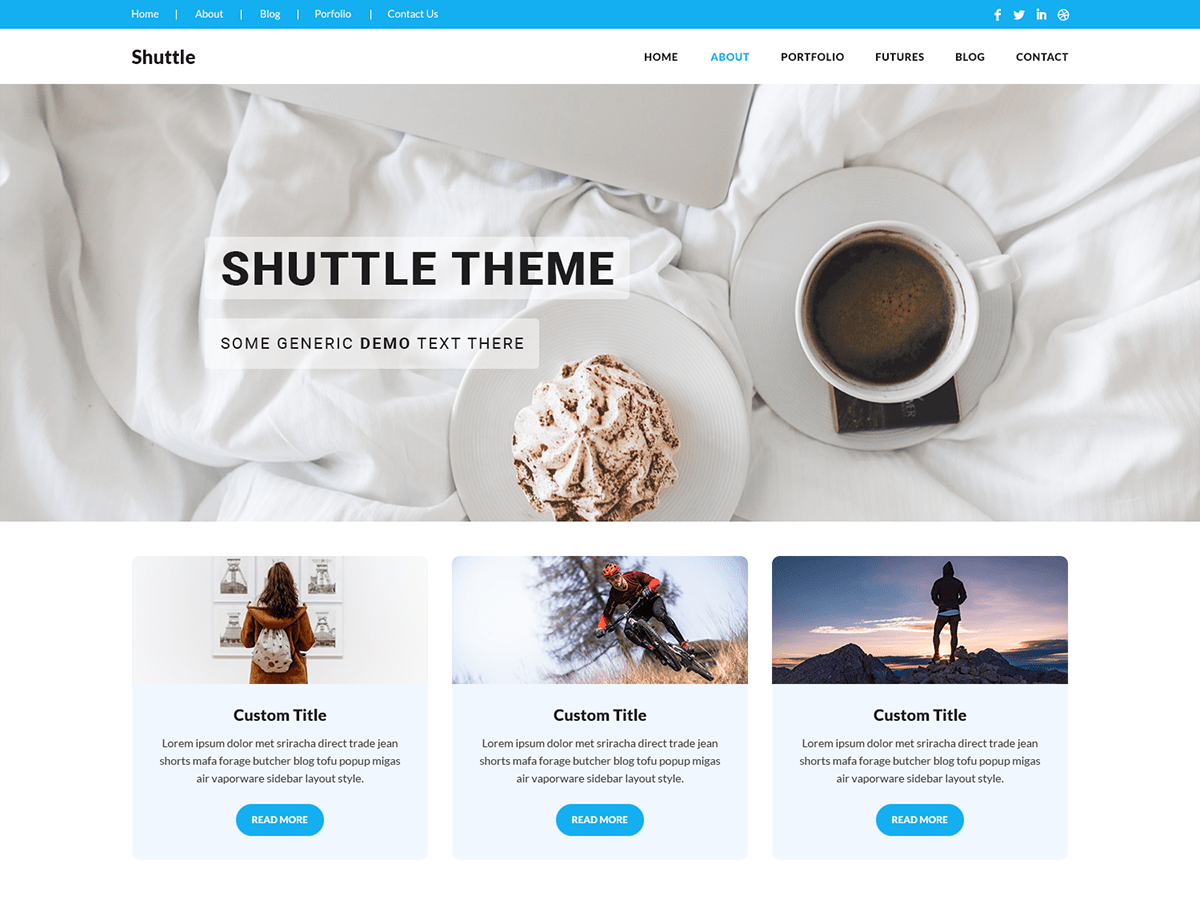 Home | About | Blog | Porfolio | Contact Us
Shuttle
HOME ABOUT PORTFOLIO FUTURES BLOG CONTACT
SHUTTLE THEME
SOME GENERIC DEMO TEXT THERE
Custom Title
Lorem ipsum dolor met sriracha direct trade jean
shorts mafa forage butcher blog tofu popup migas
air vaporware sidebar layout style.
READ MORE
Custom Title
Lorem ipsum dolor met sriracha direct trade jean
shorts mafa forage butcher blog tofu popup migas
air vaporware sidebar layout style.
READ MORE
Custom Title
Lorem ipsum dolor met sriracha direct trade jean
shorts mafa forage butcher blog tofu popup migas
air vaporware sidebar layout style.
READ MORE